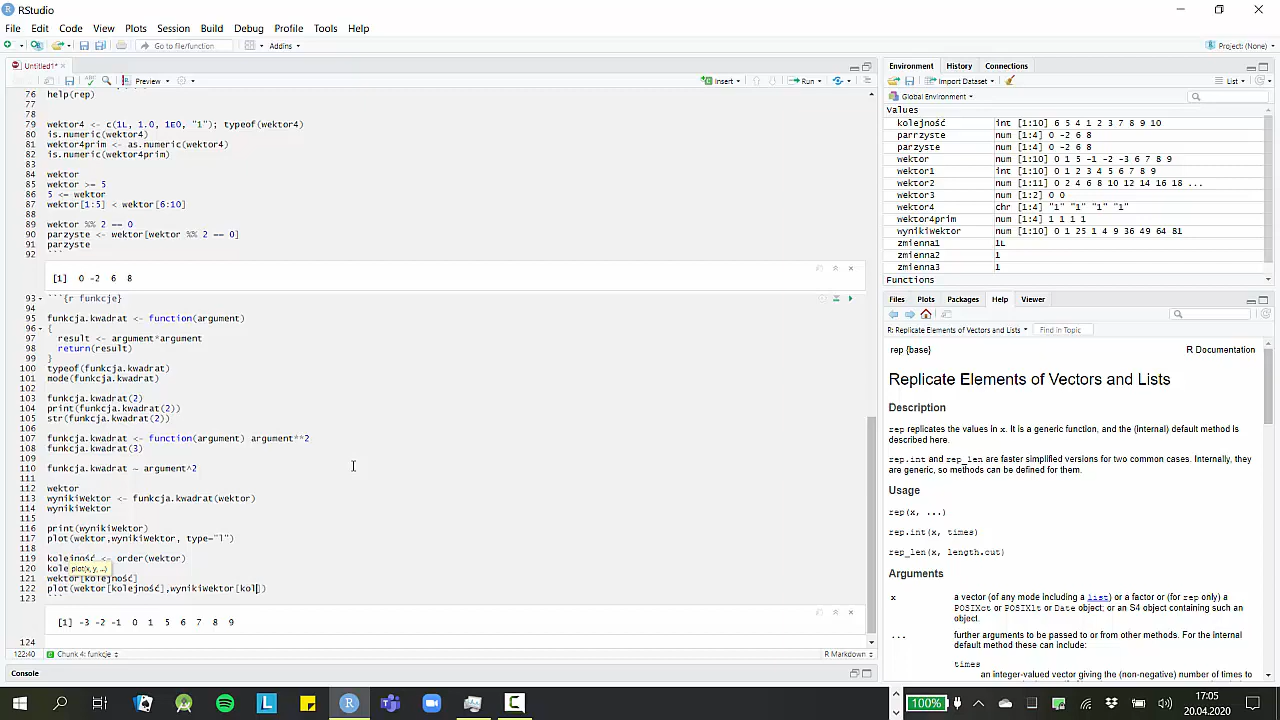 RStudio
File Edit Code View Plots Session Build Debug Profile Tools Help
Go to file/function Addins Project: (None)
Untitled1*
Preview Insert Run
76 help(rep)
77
78
79 wektor4 <- c(1L, 1.0, 1E0, "1"); typeof(wektor4)
80 is.numeric(wektor4)
81 wektor4prim <- as.numeric(wektor4)
82 is.numeric(wektor4prim)
83
84 wektor
85 wektor >= 5
86 5 <= wektor
87 wektor[1:5] < wektor[6:10]
88
89 wektor %% 2 == 0
90 parzyste <- wektor[wektor %% 2 == 0]
91 parzyste
92 ```
[1] 0 -2 6 8
93 ```{r funkcje}
94
95 funkcja.kwadrat <- function(argument)
96 {
97 result <- argument*argument
98 return(result)
99 }
100 typeof(funkcja.kwadrat)
101 mode(funkcja.kwadrat)
102
103 funkcja.kwadrat(2)
104 print(funkcja.kwadrat(2))
105 str(funkcja.kwadrat(2))
106
107 funkcja.kwadrat <- function(argument) argument**2
108 funkcja.kwadrat(3)
109
110 funkcja.kwadrat ~ argument^2
111
112 wektor
113 wynikiwektor <- funkcja.kwadrat(wektor)
114 wynikiwektor
115
116 print(wynikiwektor)
117 plot(wektor,wynikiwektor, type="l")
118
119 kolejność <- order(wektor)
120 kole plot(x, y, ...)
121 wektor[kolejność]
122 plot(wektor[kolejność],wynikiwektor[kol])
123 ```
[1] -3 -2 -1 0 1 5 6 7 8 9
124
122:40 Chunk 4: funkcje R Markdown
Console
Environment History Connections
Import Dataset List
Global Environment
Values
kolejność int [1:10] 6 5 4 1 2 3 7 8 9 10
parrzyste num [1:4] 0 -2 6 8
parzyste num [1:4] 0 -2 6 8
wektor num [1:10] 0 1 5 -1 -2 -3 6 7 8 9
wektor1 int [1:10] 0 1 2 3 4 5 6 7 8 9
wektor2 num [1:11] 0 2 4 6 8 10 12 14 16 18 ...
wektor3 num [1:2] 0 0
wektor4 chr [1:4] "1" "1" "1" "1"
wektor4prim num [1:4] 1 1 1 1
wynikiwektor num [1:10] 0 1 25 1 4 9 36 49 64 81
zmienna1 1L
zmienna2 1
zmienna3 1
Functions
Files Plots Packages Help Viewer
R: Replicate Elements of Vectors and Lists Find in Topic
rep {base} R Documentation
Replicate Elements of Vectors and Lists
Description
rep replicates the values in x. It is a generic function, and the (internal) default method is
described here.
rep.int and rep_len are faster simplified versions for two common cases. Internally, they
are generic, so methods can be defined for them.
Usage
rep(x, ...)
rep.int(x, times)
rep_len(x, length.out)
Arguments
x a vector (of any mode including a list) or a factor or (for rep only) a
POSIXct or POSIXlt or Date object; or an S4 object containing such an
object.
... further arguments to be passed to or from other methods. For the internal
default method these can include:
times
an integer-valued vector giving the (non-negative) number of times to
100% 17:05
20.04.2020